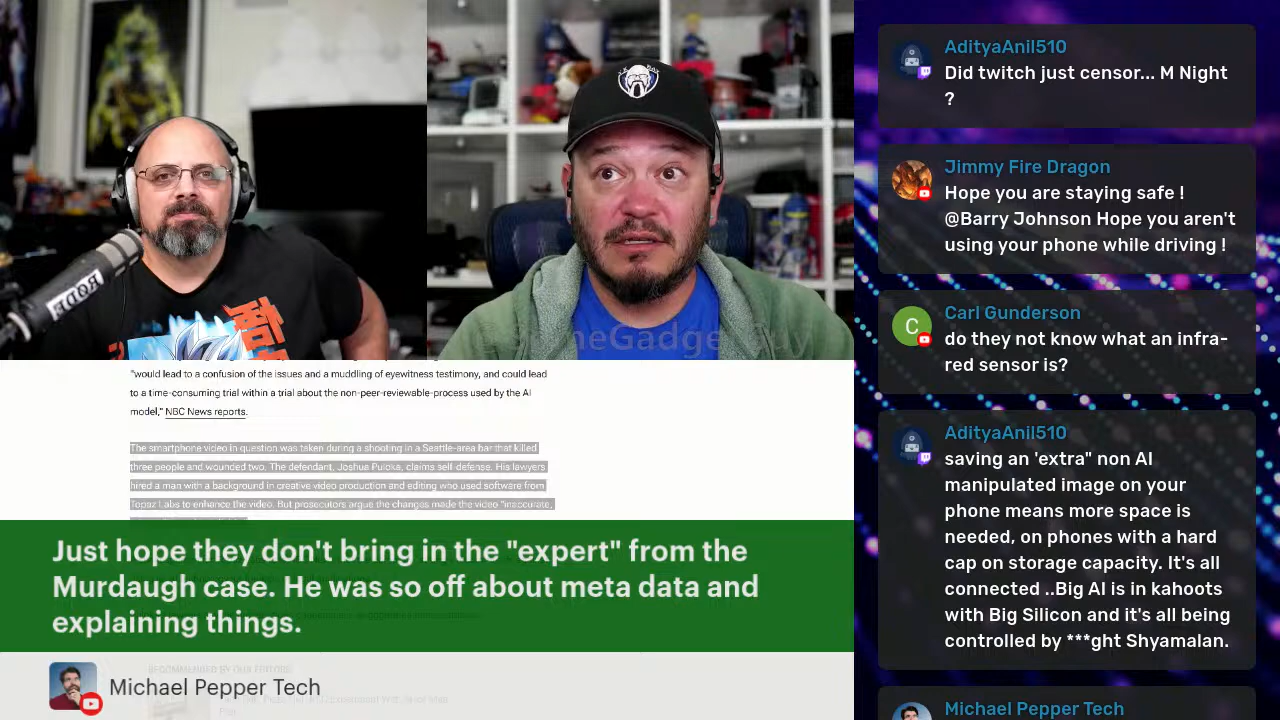 RODE
SomeGadgetGuy
"would lead to a confusion of the issues and a muddling of eyewitness testimony, and could lead
to a time-consuming trial within a trial about the non-peer-reviewable-process used by the AI
model," NBC News reports.
The smartphone video in question was taken during a shooting in a Seattle-area bar that killed
three people and wounded two. The defendant, Joshua Puloka, claims self-defense. His lawyers
hired a man with a background in creative video production and editing who used software from
Topaz Labs to enhance the video. But prosecutors argue the changes made the video "inaccurate,
Just hope they don't bring in the "expert" from the
Murdaugh case. He was so off about meta data and
explaining things.
RECOMMENDED BY OUR EDITORS
Michael Pepper Tech
AdityaAnil510
Did twitch just censor... M Night
?
Jimmy Fire Dragon
Hope you are staying safe !
@Barry Johnson Hope you aren't
using your phone while driving !
C
Carl Gunderson
do they not know what an infra-
red sensor is?
AdityaAnil510
saving an 'extra" non AI
manipulated image on your
phone means more space is
needed, on phones with a hard
cap on storage capacity. It's all
connected ..Big AI is in kahoots
with Big Silicon and it's all being
controlled by ***ght Shyamalan.
Michael Pepper Tech